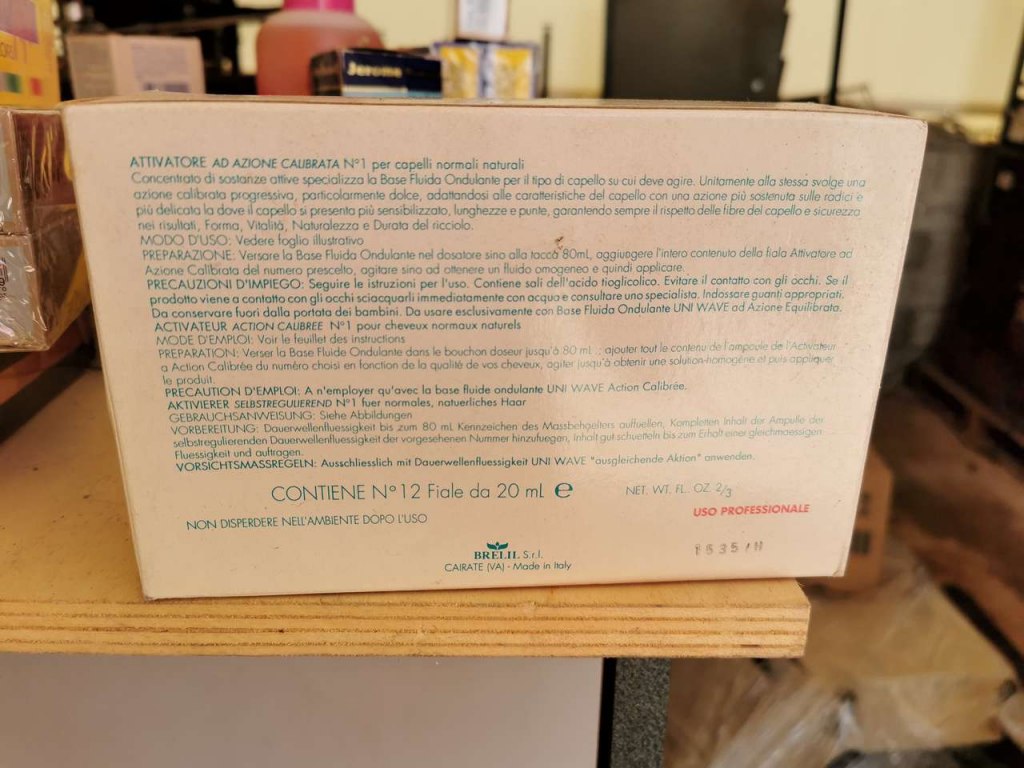 Jerome
ATTIVATORE AD AZIONE CALIBRATA N°1 per capelli normali naturali
Concentrato di sostanze attive specializza la Base Fluida Ondulante per il tipo di capello su cui deve agire. Unitamente alla stessa svolge una
azione calibrata progressiva, particolarmente dolce, adattandosi alle caratteristiche del capello con una azione più sostenuta sulle radici e
più delicata la dove il capello si presenta più sensibilizzato, lunghezze e punte, garantendo sempre il rispetto delle fibre del capello e sicurezza
nei risultati, Forma, Vitalità, Naturalezza e Durata del ricciolo.
MODO D'USO: Vedere foglio illustrativo
PREPARAZIONE: Versare la Base Fluida Ondulante nel dosatore sino alla tacca 80mL, aggiungere l'intero contenuto della fiala Attivatore ad
Azione Calibrata del numero prescelto, agitare sino ad ottenere un fluido omogeneo e quindi applicare.
PRECAUZIONI D'IMPIEGO: Seguire le istruzioni per l'uso. Contiene sali dell'acido tioglicolico. Evitare il contatto con gli occhi. Se il
prodotto viene a contatto con gli occhi sciacquarli immediatamente con acqua e consultare uno specialista. Indossare guanti appropriati.
Da conservare fuori dalla portata dei bambini. Da usare esclusivamente con Base Fluida Ondulante UNI WAVE ad Azione Equilibrata.
ACTIVATEUR ACTION CALIBREE N°1 pour cheveux normaux naturels
MODE D'EMPLOI: Voir le feuillet des instructions
PREPARATION: Verser la Base Fluide Ondulante dans le bouchon doseur jusqu'à 80 mL ; ajouter tout le contenu de l'ampoule de l'Activateur
a Action Calibrée du numéro choisi en fonction de la qualité de vos cheveux, agiter jusqu'à obtenir une solution homogène et puis appliquer
le produit.
PRECAUTION D'EMPLOI: A n'employer qu'avec la base fluide ondulante UNI WAVE Action Calibrée.
AKTIVIERER SELBSTREGULIEREND N°1 fuer normales, natuerliches Haar
GEBRAUCHSANWEISUNG: Siehe Abbildungen
VORBEREITUNG: Dauerwellenfluessigkeit bis zum 80 mL Kennzeichen des Massbehgelters auffuellen, Kompletten Inhalt der Ampulle der
selbstregulierenden Dauerwellenfluessigkeit der vorgesehenen Nummer hinzufuegan, Inhalt gut schuetteln bis zum Erhalt einer gleichmaessigen
Fluessigkeit und auftragen.
VORSICHTSMASSREGELN: Ausschliesslich mit Dauerwellenfluessigkeit UNI WAVE "ausgleichende Aktion" anwenden.
CONTIENE N° 12 Fiale da 20 mL e
NET. WT. FL. OZ. 2/3
USO PROFESSIONALE
NON DISPERDERE NELL'AMBIENTE DOPO L'USO
BRELIL S.r.l.
CAIRATE (VA) - Made in Italy